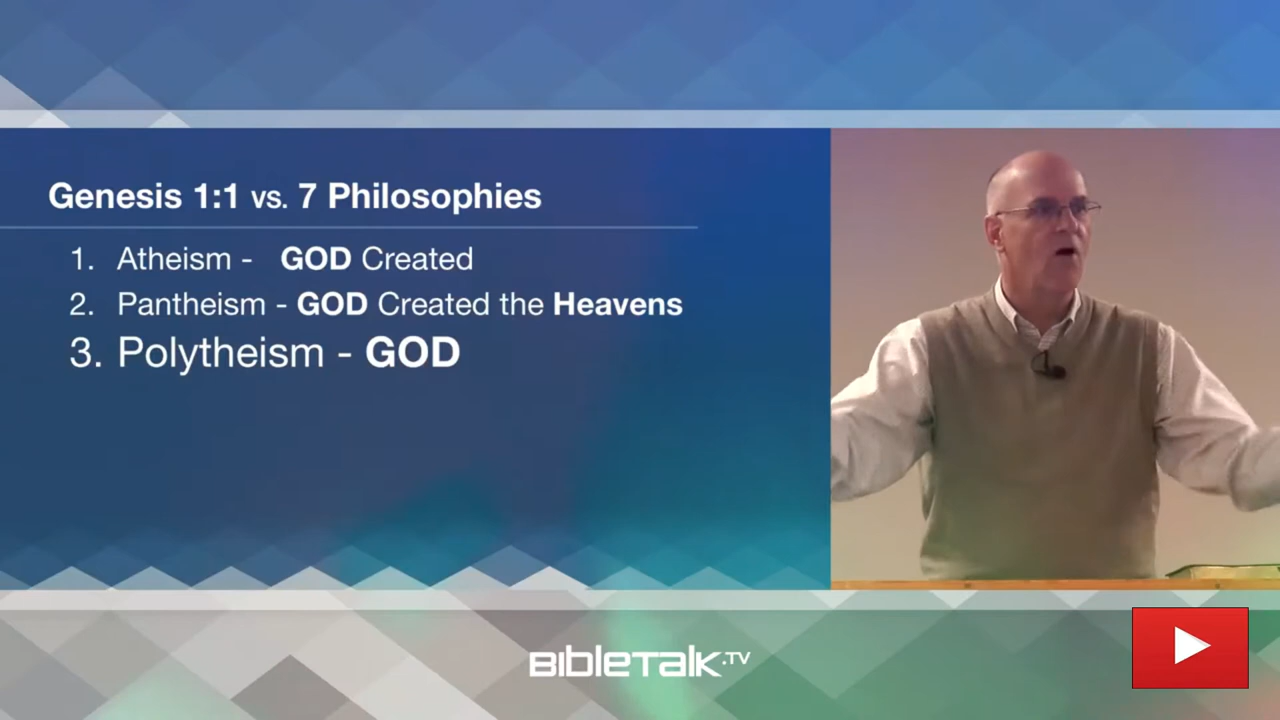 Genesis 1:1 vs. 7 Philosophies
1. Atheism - GOD Created
2. Pantheism - GOD Created the Heavens
3. Polytheism - GOD
BIBLETALK.TV